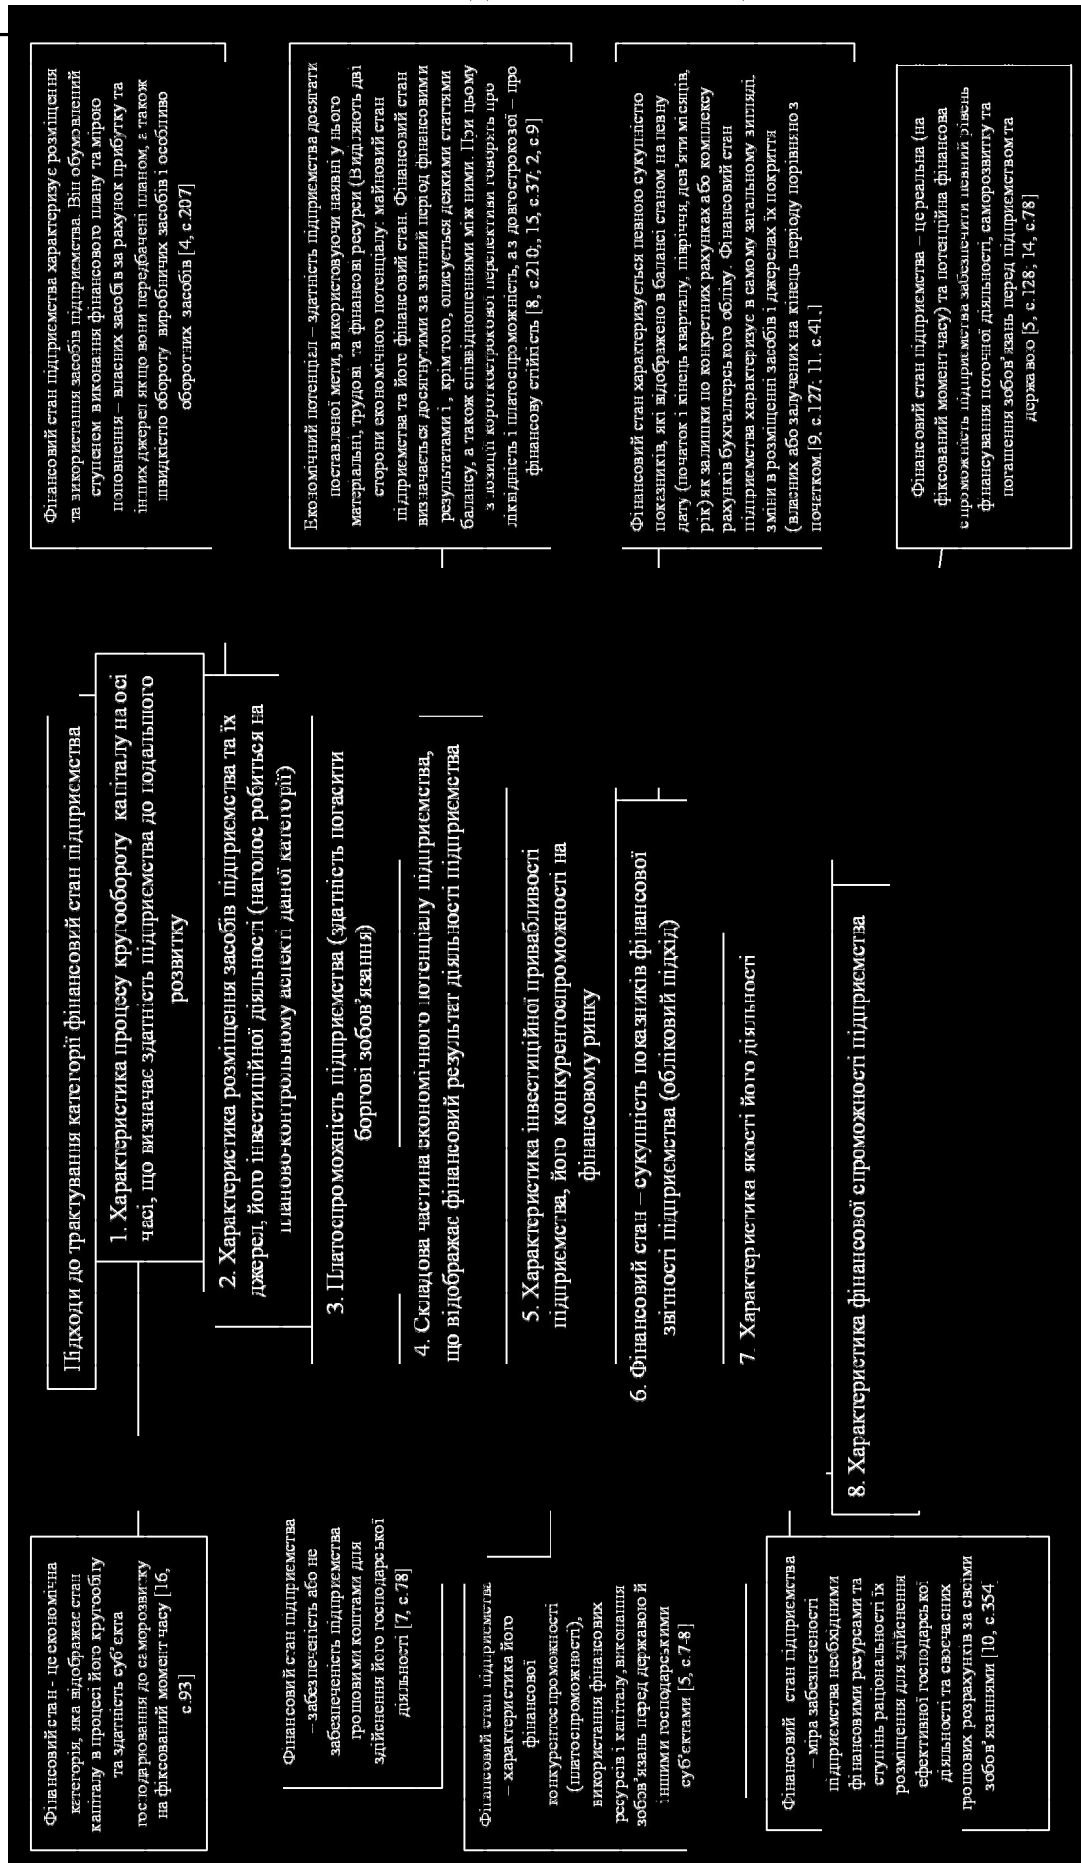 Підходи до трактування категорії фінансовий стан підприємства
1. Характеристика процесу кругообороту капіталу на осі
часі, що визначає здатність підприємства до подальшого
розвитку
2. Характеристика розміщення засобів підприємства та їх
джерел, його інвестиційної діяльності (наголос робиться на
планово-контрольному аспекті даної категорії)
3. Платоспроможність підприємства (здатність погасити
боргові зобов’язання)
4. Складова частина економічного потенціалу підприємства,
що відображає фінансовий результат діяльності підприємства
5. Характеристика інвестиційної привабливості
підприємства, його конкурентоспроможності на
фінансовому ринку
6. Фінансовий стан – сукупність показників фінансової
звітності підприємства (обліковий підхід)
7. Характеристика якості його діяльності
8. Характеристика фінансової спроможності підприємства
Фінансовий стан - це економічна
категорія, яка відображає стан
капіталу в процесі його кругообігу
та здатність суб’єкта
господарювання до саморозвитку
на фіксований момент часу [16,
с.93]
Фінансовий стан підприємства
– забезпеченість або не
забезпеченість підприємства
грошовими коштами для
здійснення його господарської
діяльності [7, с.78]
Фінансовий стан підприємства
– характеристика його
фінансової
конкурентоспроможності
(платоспроможності),
використання фінансових
ресурсів і капіталу, виконання
зобов’язань перед державою й
іншими господарськими
суб’єктами [5, с.7-8]
Фінансовий стан підприємства
– міра забезпеченості
підприємства необхідними
фінансовими ресурсами та
ступінь раціональності їх
розміщення для здійснення
ефективної господарської
діяльності та своєчасних
грошових розрахунків за своїми
зобов’язаннями [10, с.354]
Фінансовий стан підприємства характеризує розміщення
та використання засобів підприємства. Він обумовлений
ступенем виконання фінансового плану та мірою
поповнення – власних засобів за рахунок прибутку та
інших джерел якщо вони передбачені планом, а також
швидкістю обороту виробничих засобів і особливо
оборотних засобів [4, с.207]
Економічний потенціал – здатність підприємства досягати
поставленої мети, використовуючи наявні у нього
матеріальні, трудові та фінансові ресурси (Виділяють дві
сторони економічного потенціалу: майновий стан
підприємства та його фінансовий стан. Фінансовий стан
визначається досягнутими за звітний період фінансовими
результатами і, крім того, описується деякими статтями
балансу, а також співвідношеннями між ними. При цьому
з позиції короткострокової перспективи говорять про
ліквідність і платоспроможність, а з довгострокової – про
фінансову стійкість [8, с.210,, 15, с.37; 2, с.9]
Фінансовий стан характеризується певною сукупністю
показників, які відображено в балансі станом на певну
дату (початок і кінець кварталу, півріччя, дев’яти місяців,
рік) як залишки по конкретних рахунках або комплексу
рахунків бухгалтерського обліку. Фінансовий стан
підприємства характеризує в самому загальному вигляді,
зміни в розміщенні засобів і джерелах їх покриття
(власних або залучених на кінець періоду порівняно з
початком.[9, с.127; 11. с.41.]
Фінансовий стан підприємства – це реальна (на
фіксований момент часу) та потенційна фінансова
спроможність підприємства забезпечити певний рівень
фінансування поточної діяльності, саморозвитку та
погашення зобов’язань перед підприємством та
державою [5, с.128; 14, с.78]